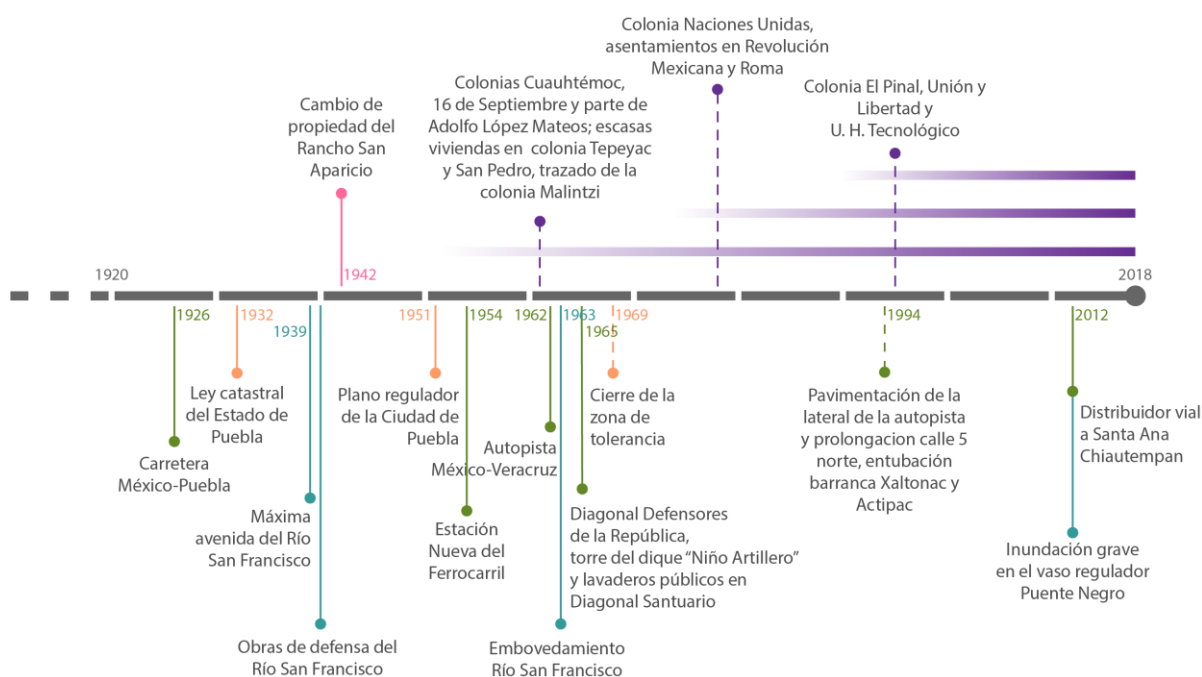 Colonia Naciones Unidas,
asentamientos en Revolución
Mexicana y Roma
Colonias Cuauhtémoc,
16 de Septiembre y parte de
Adolfo López Mateos; escasas
viviendas en colonia Tepeyac
y San Pedro, trazado de la
colonia Malintzi
Colonia El Pinal, Unión y
Libertad y
U. H. Tecnológico
Cambio de
propiedad del
Rancho San
Aparicio
1920
1942
2018
1926
1932
1939
1951
1954
1962
1963
1965
1969
1994
2012
Ley catastral
del Estado de
Puebla
Carretera
México-Puebla
Máxima
avenida del Río
San Francisco
Obras de defensa del
Río San Francisco
Plano regulador
de la Ciudad de
Puebla
Estación
Nueva del
Ferrocarril
Autopista
México-Veracruz
Embovedamiento
Río San Francisco
Diagonal Defensores
de la República,
torre del dique “Niño Artillero”
y lavaderos públicos en
Diagonal Santuario
Cierre de la
zona de
tolerancia
Pavimentación de la
lateral de la autopista
y prolongacion calle 5
norte, entubación
barranca Xaltonac y
Actipac
Distribuidor vial
a Santa Ana
Chiautempan
Inundación grave
en el vaso regulador
Puente Negro